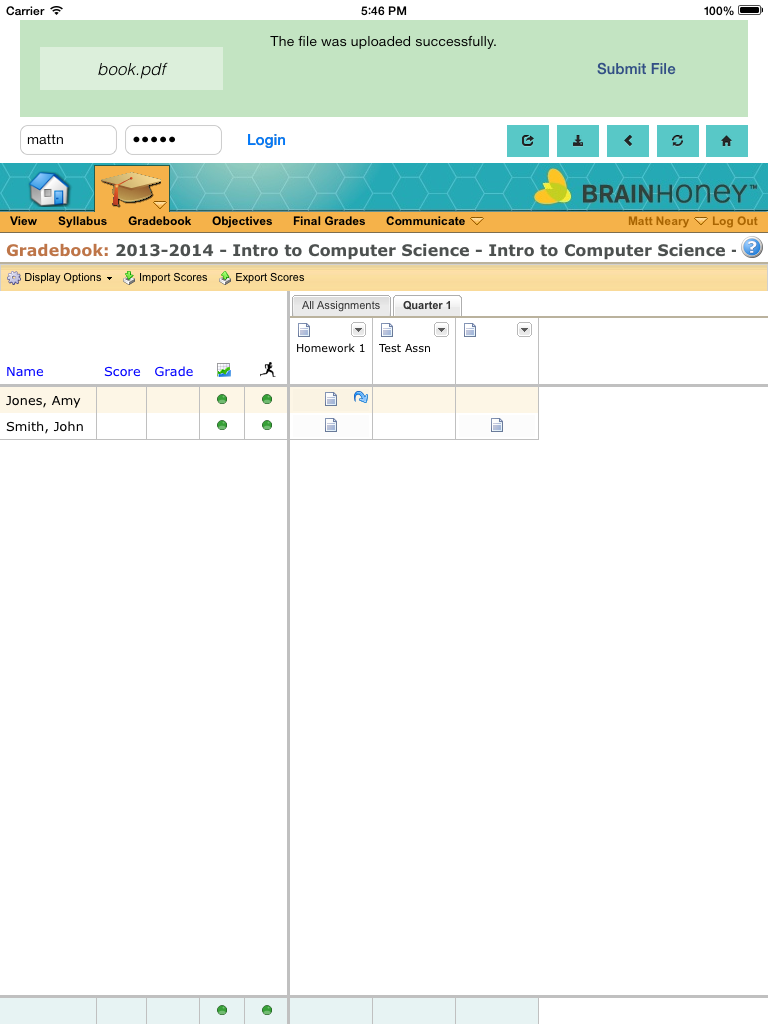 Carrier 5:46 PM 100%
The file was uploaded successfully.
book.pdf Submit File
mattn ••••• Login
BRAINHONEY™
View Syllabus Gradebook Objectives Final Grades Communicate Matt Neary Log Out
Gradebook: 2013-2014 - Intro to Computer Science - Intro to Computer Science - ?
Display Options Import Scores Export Scores
All Assignments Quarter 1
Homework 1 Test Assn
Name Score Grade
Jones, Amy
Smith, John